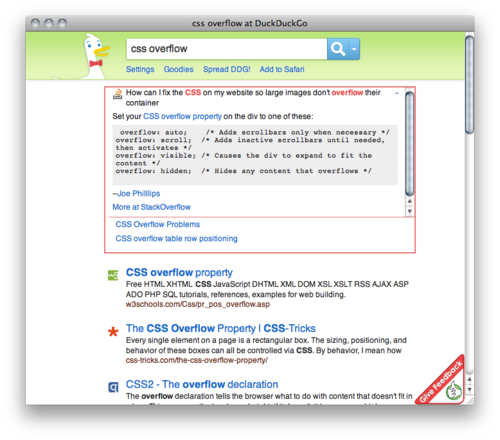 css overflow at DuckDuckGo
css overflow
Settings Goodies Spread DDG! Add to Safari
How can I fix the CSS on my website so large images don't overflow their
container
Set your CSS overflow property on the div to one of these:
overflow: auto; /* Adds scrollbars only when necessary */
overflow: scroll; /* Adds inactive scrollbars until needed,
then activates */
overflow: visible; /* Causes the div to expand to fit the
content */
overflow: hidden; /* Hides any content that overflows */
--Joe Philllips
More at StackOverflow
CSS Overflow Problems
CSS overflow table row positioning
CSS overflow property
Free HTML XHTML CSS JavaScript DHTML XML DOM XSL XSLT RSS AJAX ASP
ADO PHP SQL tutorials, references, examples for web building.
w3schools.com/Css/pr_pos_overflow.asp
The CSS Overflow Property | CSS-Tricks
Every single element on a page is a rectangular box. The sizing, positioning, and
behavior of these boxes can all be controlled via CSS. By behavior, I mean how
css-tricks.com/the-css-overflow-property/
CSS2 - The overflow declaration
The overflow declaration tells the browser what to do with content that doesn't fit in
Give Feedback